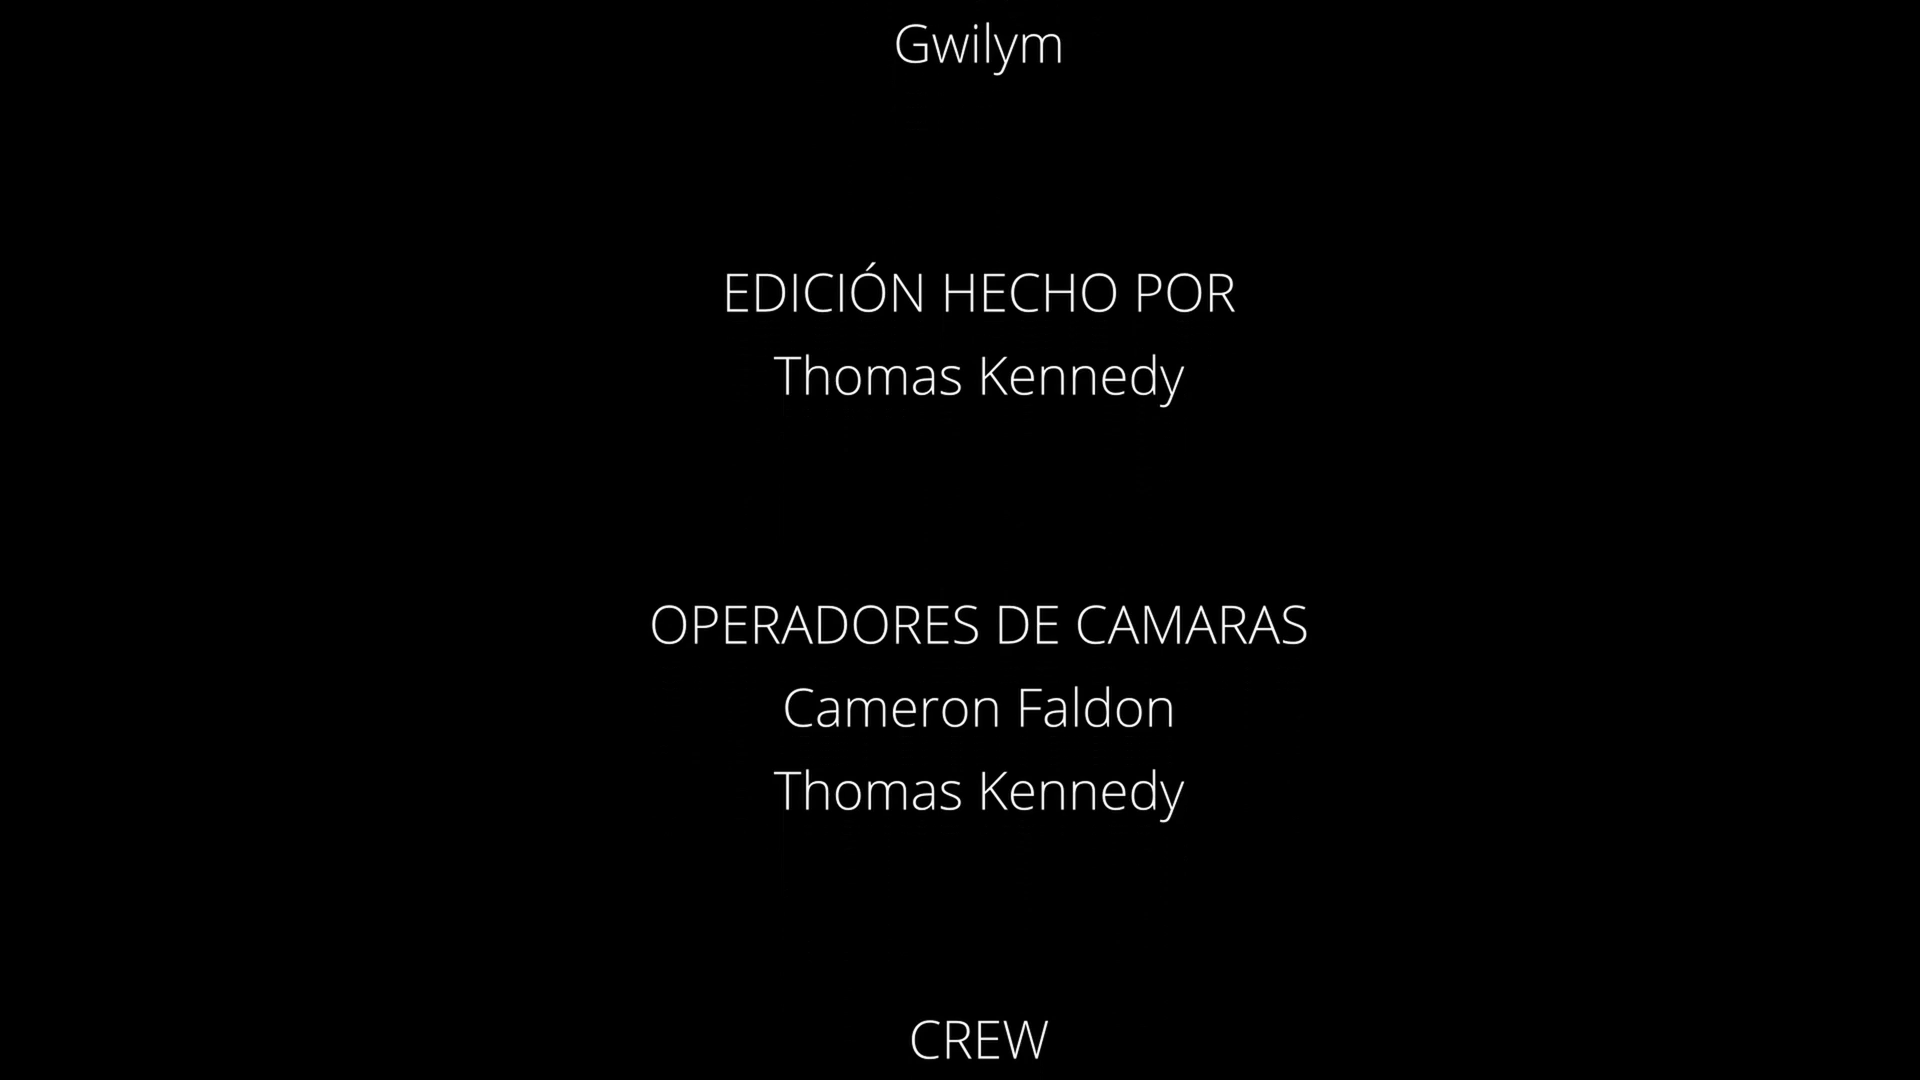 Gwilym
EDICIÓN HECHO POR
Thomas Kennedy
OPERADORES DE CAMARAS
Cameron Faldon
Thomas Kennedy
CREW